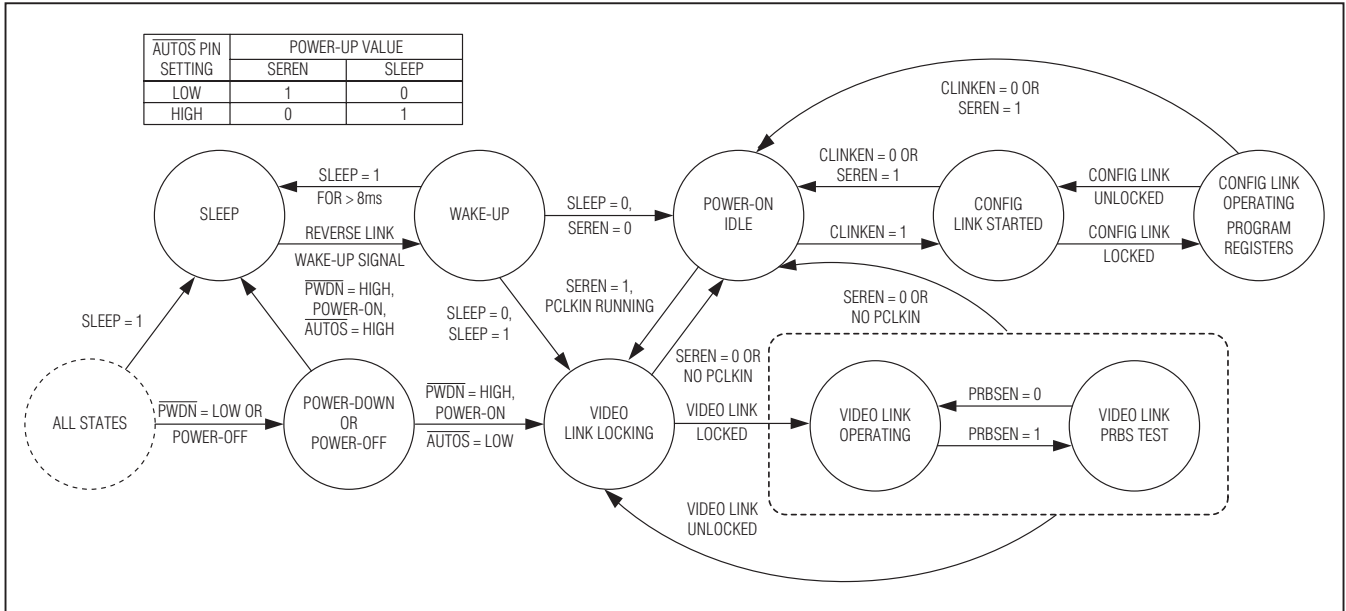 AUTOS PIN
SETTING
POWER-UP VALUE
SEREN
SLEEP
LOW
1
0
HIGH
0
1
CLINKEN = 0 OR
SEREN = 1
SLEEP
SLEEP = 1
FOR > 8ms
REVERSE LINK
WAKE-UP SIGNAL
WAKE-UP
SLEEP = 0,
SEREN = 0
POWER-ON
IDLE
CLINKEN = 0 OR
SEREN = 1
CLINKEN = 1
CONFIG
LINK STARTED
CONFIG LINK
UNLOCKED
CONFIG LINK
LOCKED
CONFIG LINK
OPERATING
PROGRAM
REGISTERS
SLEEP = 1
PWDN = HIGH,
POWER-ON,
AUTOS = HIGH
SLEEP = 0,
SLEEP = 1
SEREN = 1,
PCLKIN RUNNING
SEREN = 0 OR
NO PCLKIN
SEREN = 0 OR
NO PCLKIN
ALL STATES
PWDN = LOW OR
POWER-OFF
POWER-DOWN
OR
POWER-OFF
PWDN = HIGH,
POWER-ON
AUTOS = LOW
VIDEO
LINK LOCKING
VIDEO LINK
LOCKED
VIDEO LINK
OPERATING
PRBSEN = 0
PRBSEN = 1
VIDEO LINK
PRBS TEST
VIDEO LINK
UNLOCKED